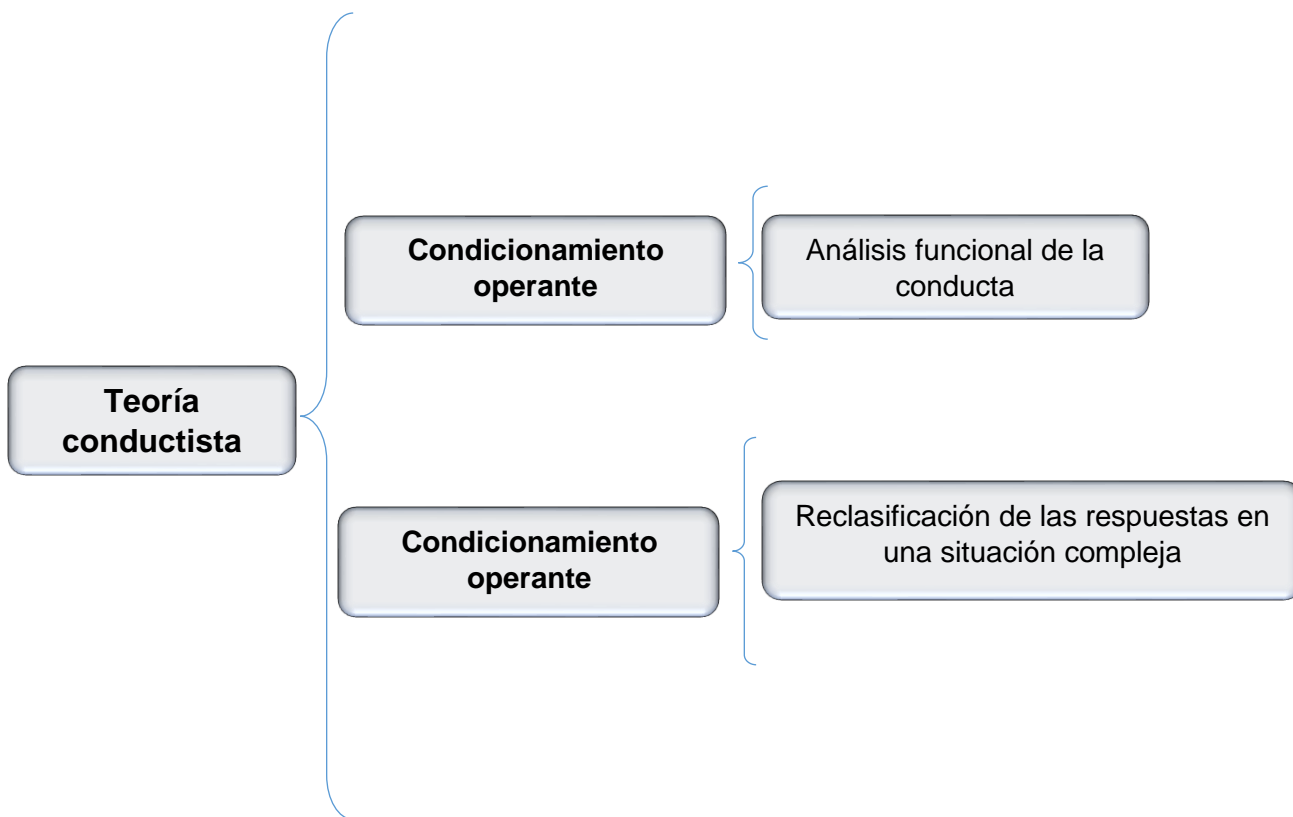 Condicionamiento
operante
Análisis funcional de la
conducta
Teoría
conductista
Condicionamiento
operante
Reclasificación de las respuestas en
una situación compleja